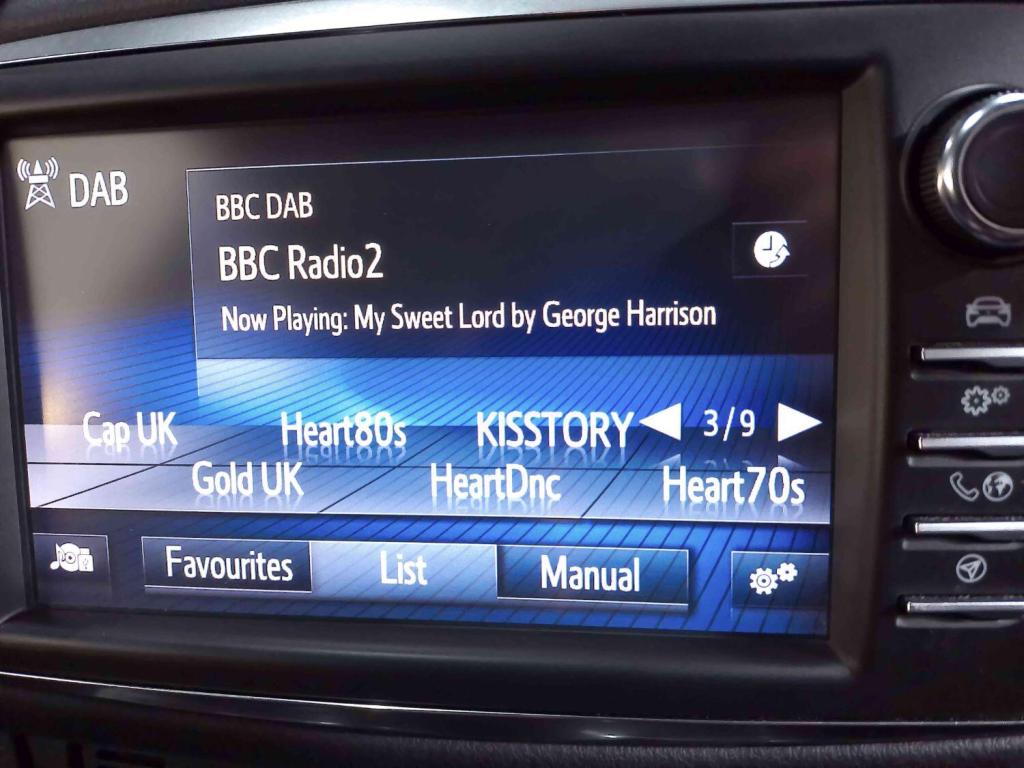 DAB
BBC DAB
BBC Radio2
Now Playing: My Sweet Lord by George Harrison
Cap UK Heart80s KISSTORY 3/9
Gold UK HeartDnc Heart70s
Favourites List Manual